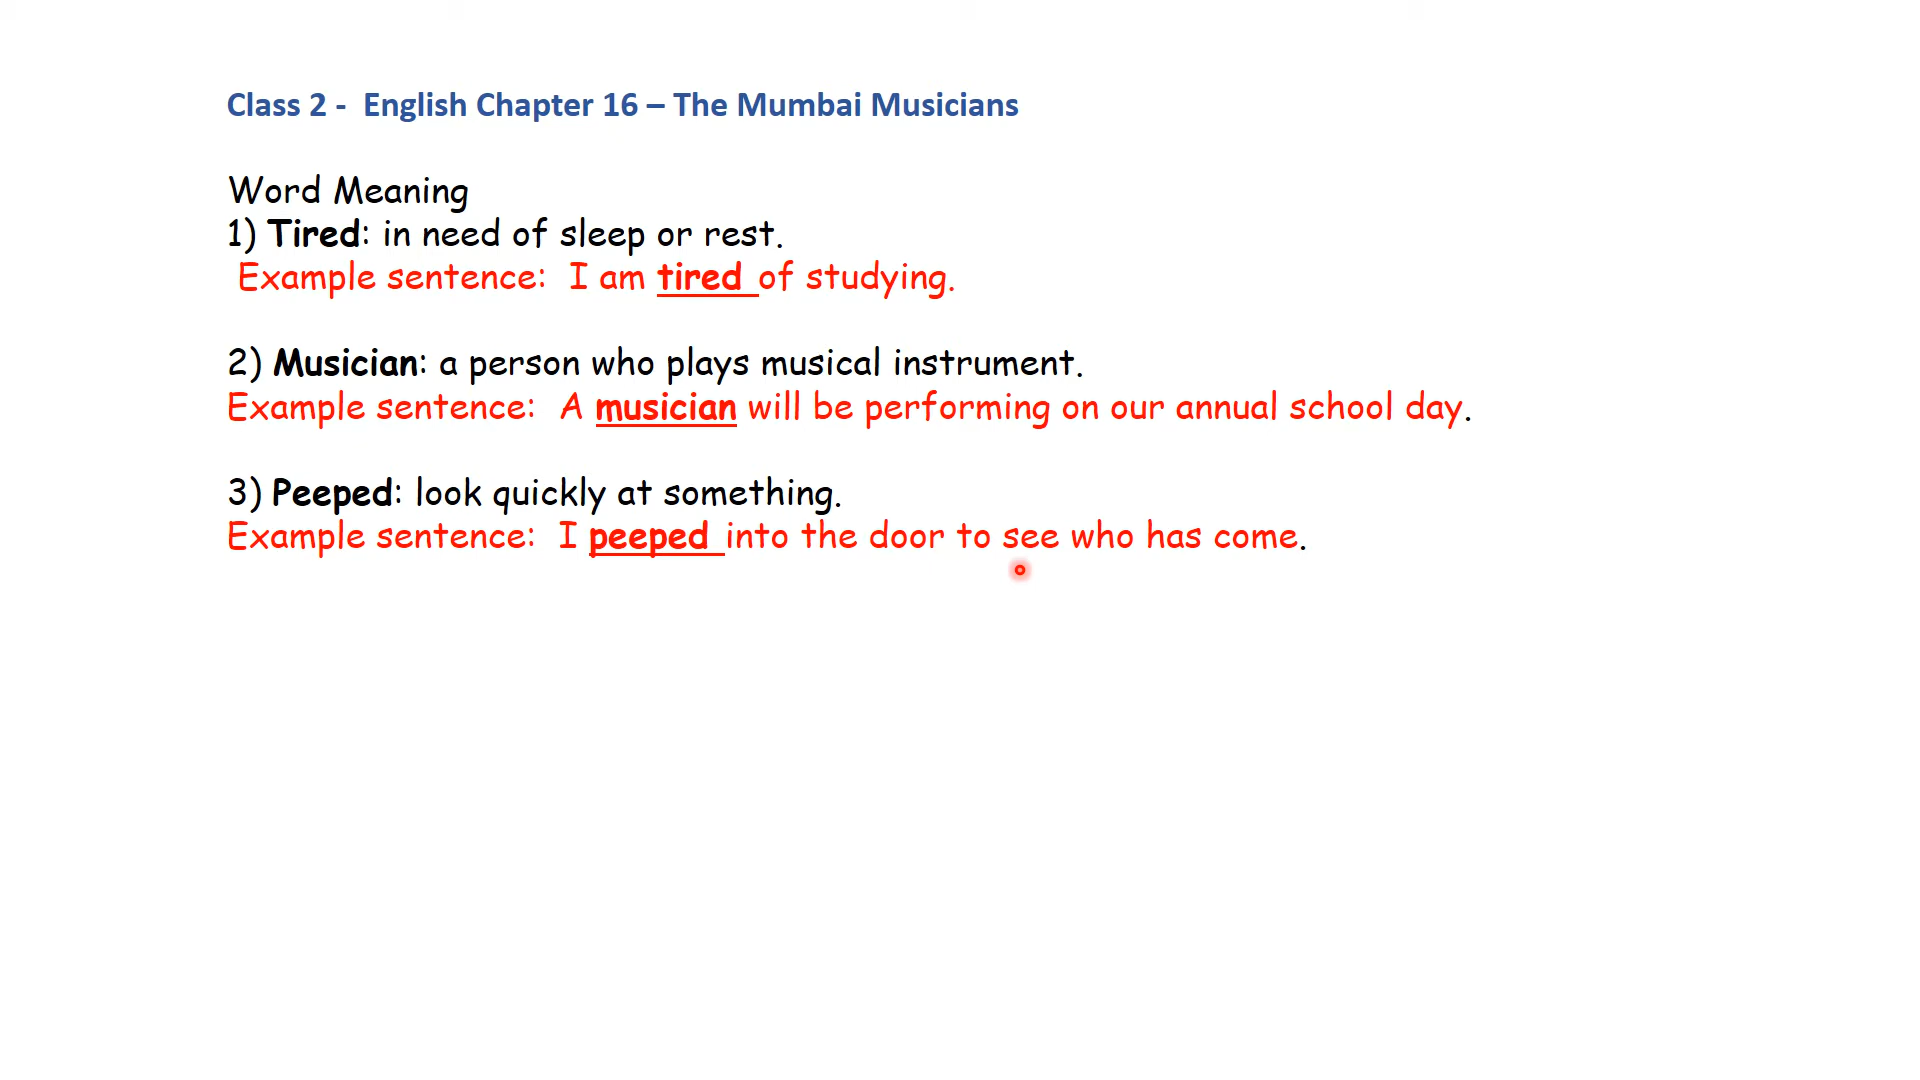 Class 2 -  English Chapter 16 – The Mumbai Musicians
Word Meaning
1) Tired: in need of sleep or rest.
Example sentence:  I am tired of studying.
2) Musician: a person who plays musical instrument.
Example sentence:  A musician will be performing on our annual school day.
3) Peeped: look quickly at something.
Example sentence:  I peeped into the door to see who has come.